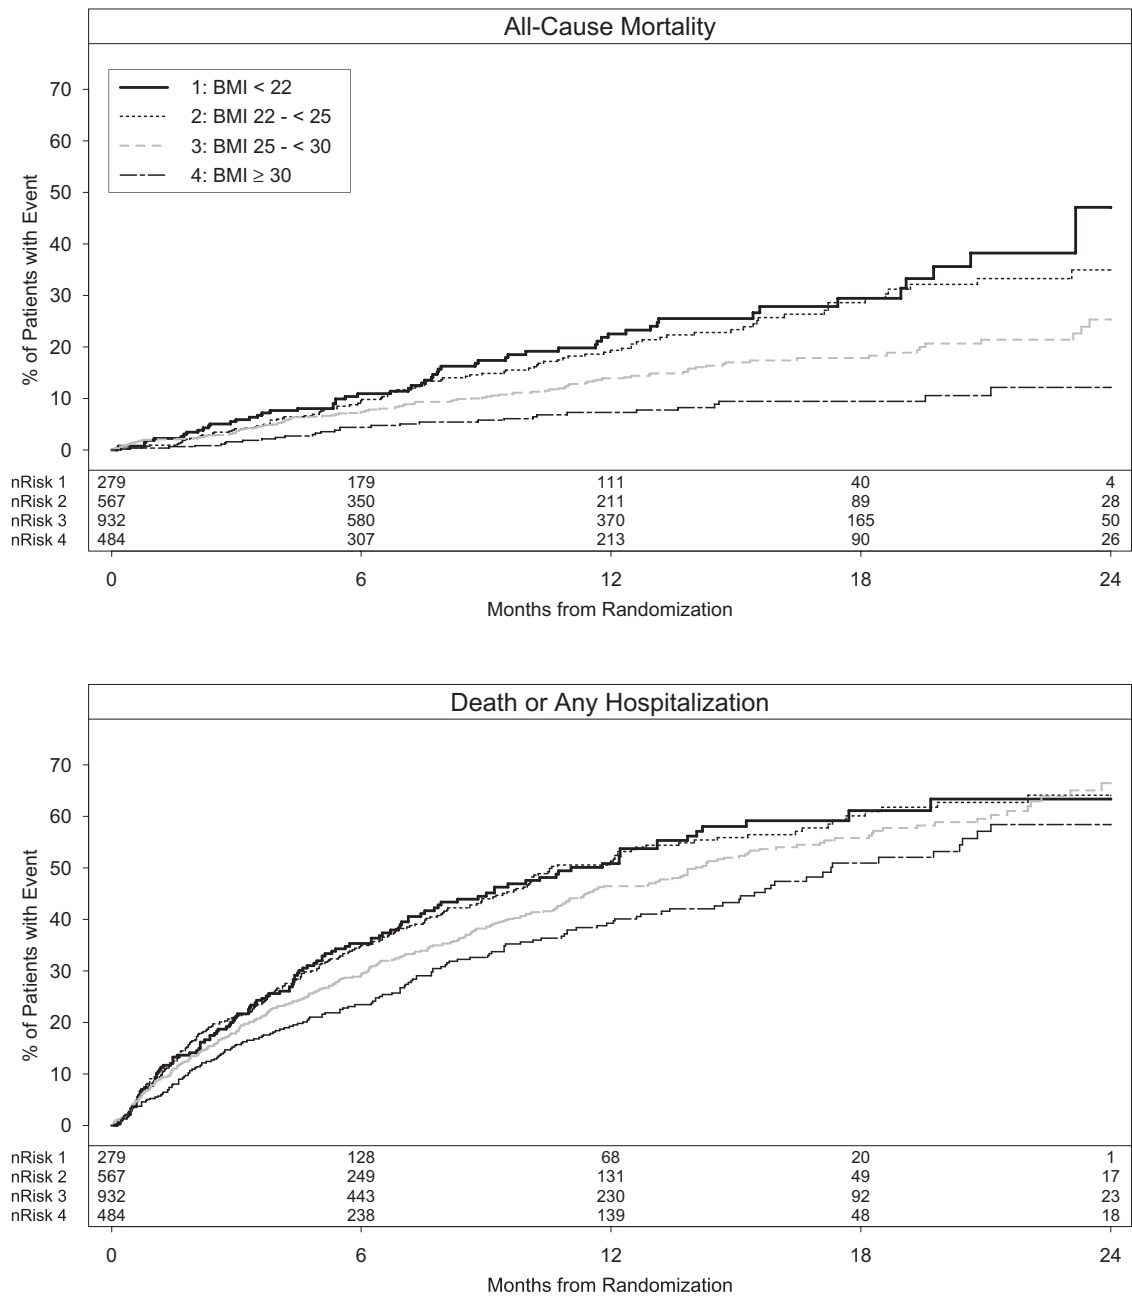 All-Cause Mortality
1: BMI < 22
2: BMI 22 - < 25
3: BMI 25 - < 30
4: BMI ≥ 30
% of Patients with Event
70
60
50
40
30
20
10
0
nRisk 1 279 179 111 40 4
nRisk 2 567 350 211 89 28
nRisk 3 932 580 370 165 50
nRisk 4 484 307 213 90 26
0 6 12 18 24
Months from Randomization
Death or Any Hospitalization
% of Patients with Event
70
60
50
40
30
20
10
0
nRisk 1 279 128 68 20 1
nRisk 2 567 249 131 49 17
nRisk 3 932 443 230 92 23
nRisk 4 484 238 139 48 18
0 6 12 18 24
Months from Randomization